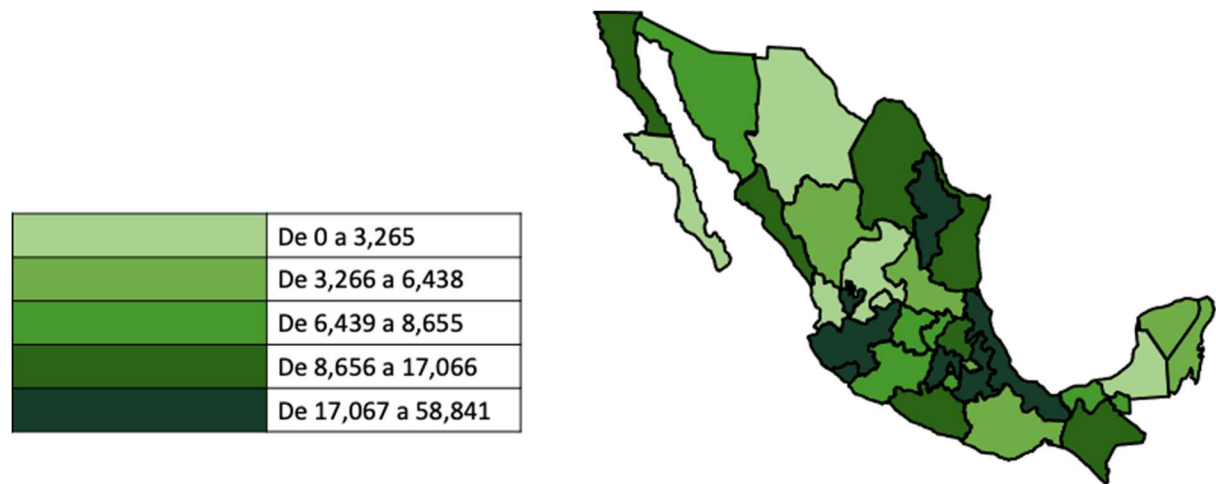 De 0 a 3,265
De 3,266 a 6,438
De 6,439 a 8,655
De 8,656 a 17,066
De 17,067 a 58,841